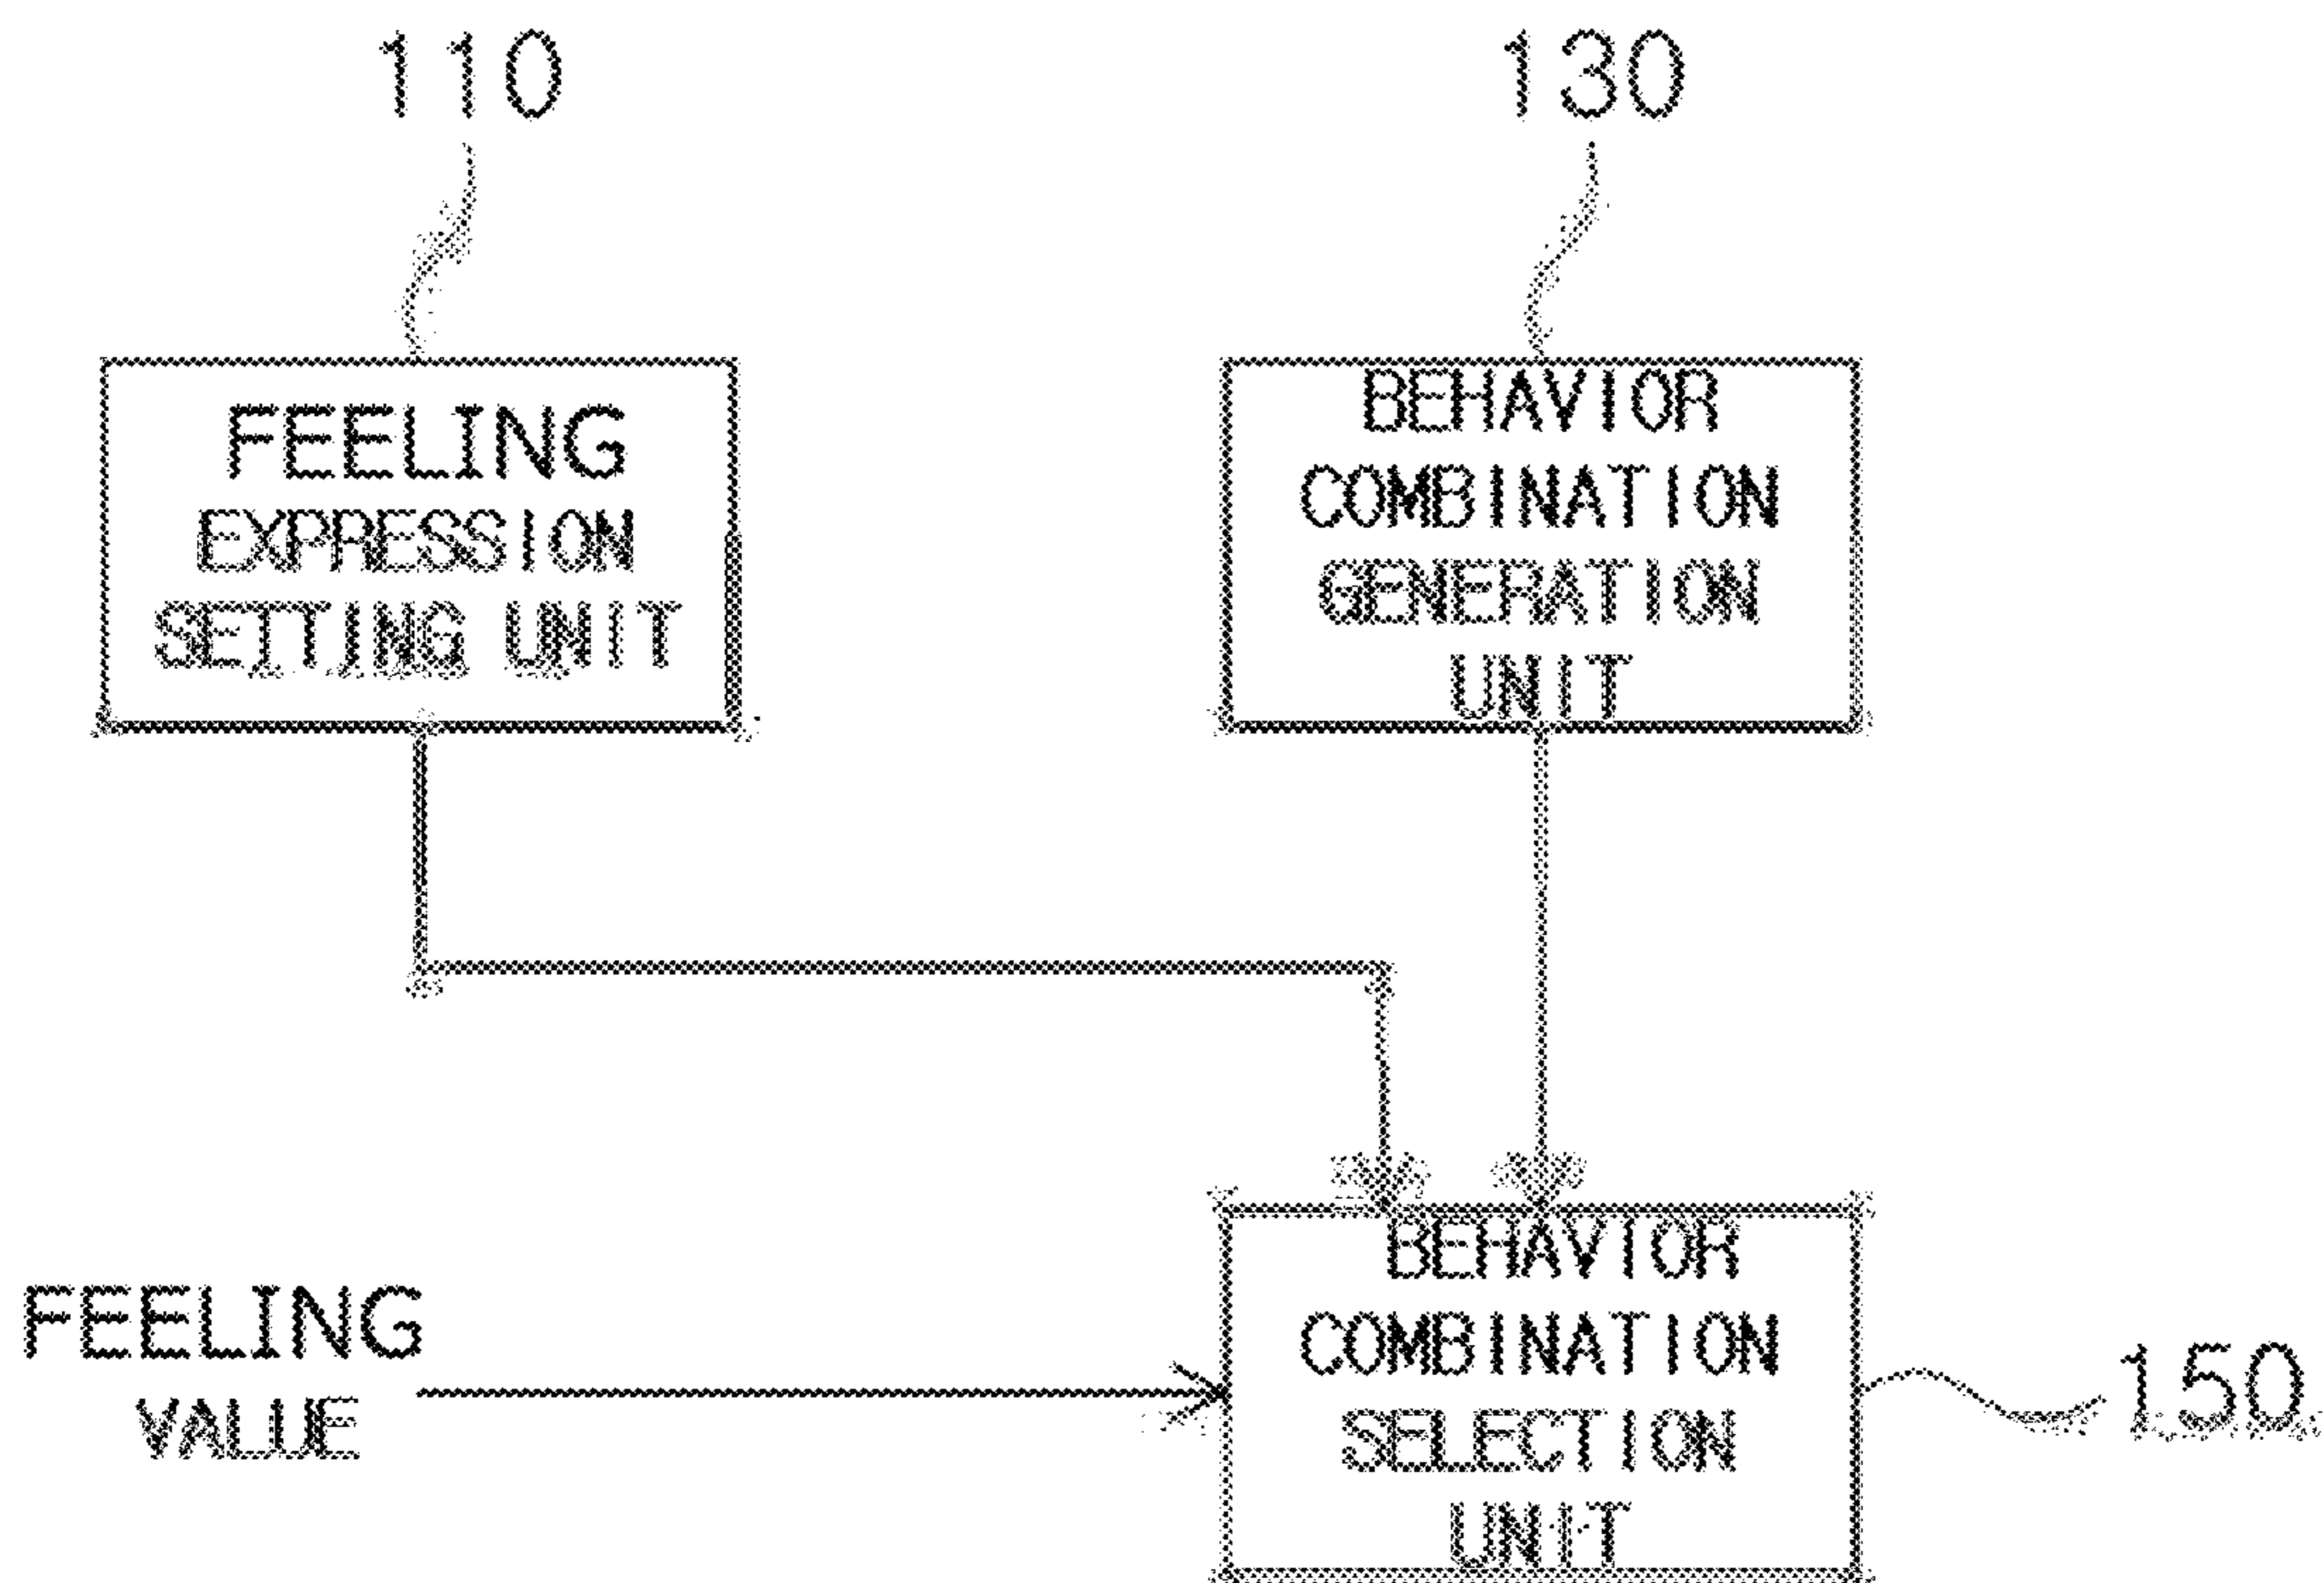 110
130
FEELING
EXPRESSION
SETTING UNIT
BEHAVIOR
COMBINATION
GENERATION
UNIT
FEELING
VALUE
BEHAVIOR
COMBINATION
SELECTION
UNIT
150